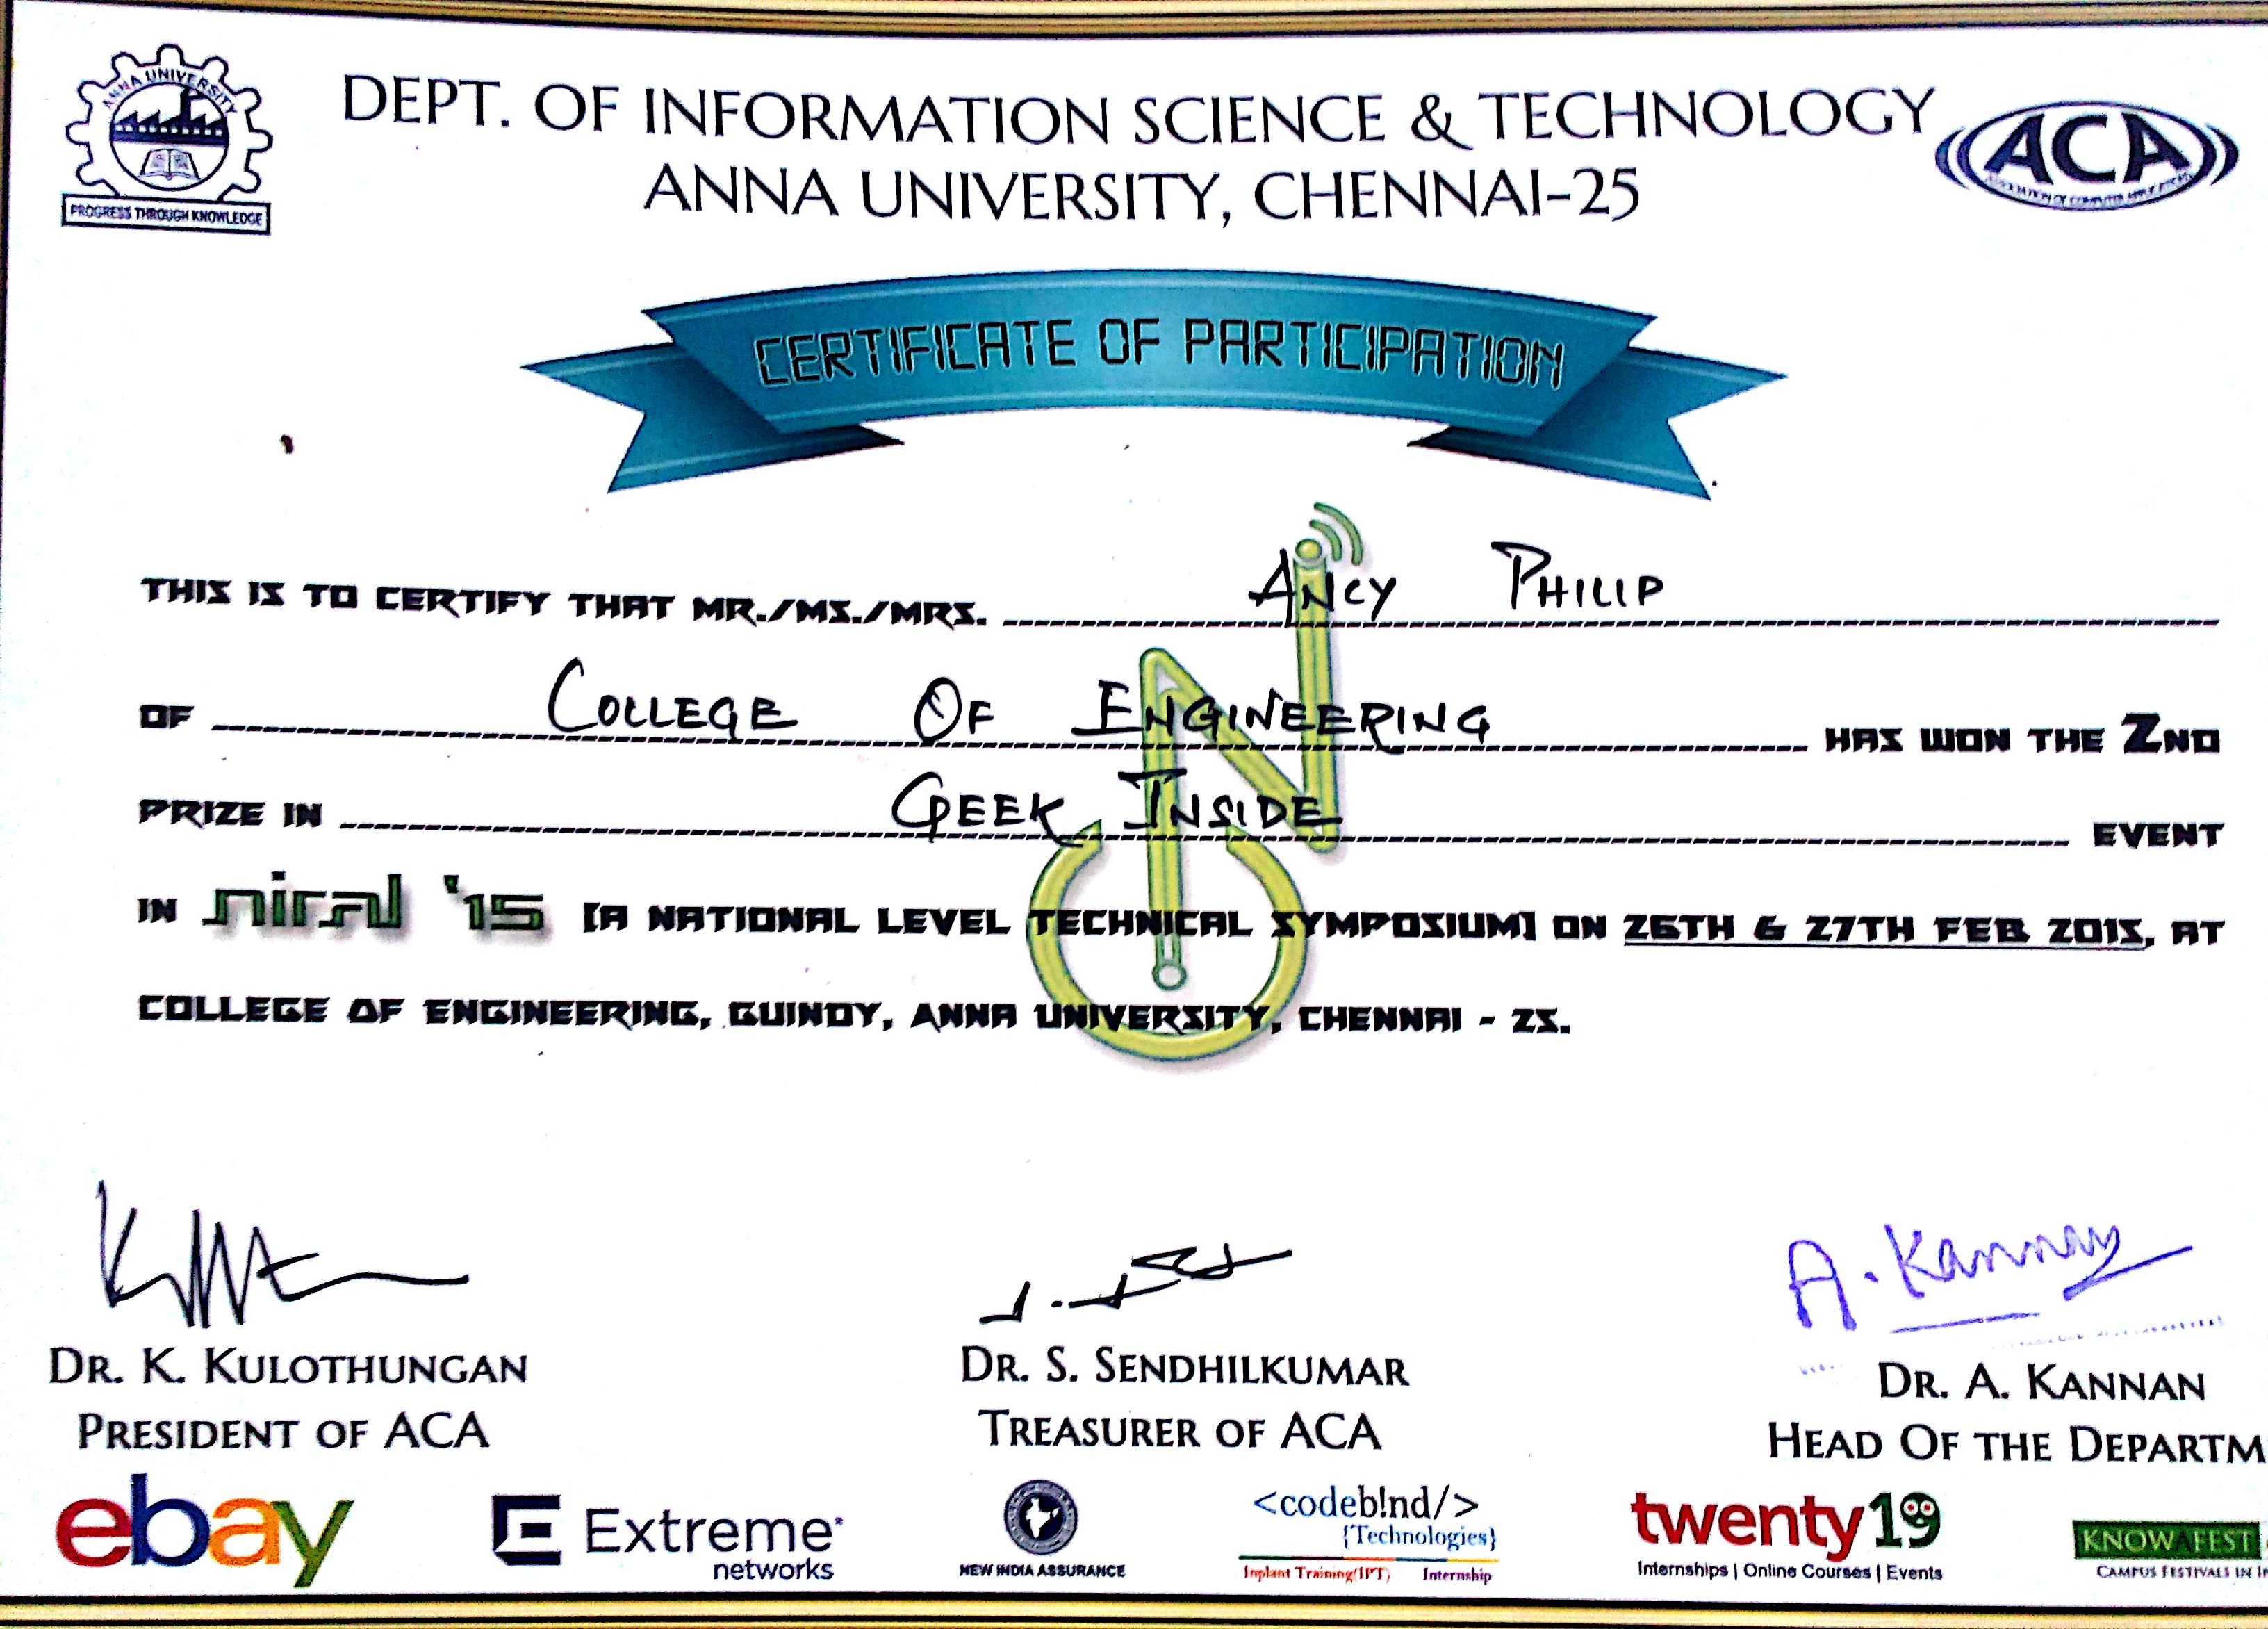 ANNA UNIVERSITY
PROGRESS THROUGH KNOWLEDGE
DEPT. OF INFORMATION SCIENCE & TECHNOLOGY
ANNA UNIVERSITY, CHENNAI-25
ACA
ASSOCIATION OF COMPUTER APPLICATIONS
CERTIFICATE OF PARTICIPATION
THIS IS TO CERTIFY THAT MR./MS./MRS. ANCY PHILIP
OF COLLEGE OF ENGINEERING HAS WON THE 2ND
PRIZE IN GEEK INSIDE EVENT
IN niral '15 [A NATIONAL LEVEL TECHNICAL SYMPOSIUM] ON 26TH & 27TH FEB 2015, AT
COLLEGE OF ENGINEERING, GUINDY, ANNA UNIVERSITY, CHENNAI - 25.
A. Kannan
DR. K. KULOTHUNGAN DR. S. SENDHILKUMAR DR. A. KANNAN
PRESIDENT OF ACA TREASURER OF ACA HEAD OF THE DEPARTM
ebay Extreme networks NEW INDIA ASSURANCE
<codeb!nd/>
{Technologies}
Inplant Training(IPT) Internship
twenty19
Internships | Online Courses | Events
KNOWAFEST
CAMPUS FESTIVALS IN I